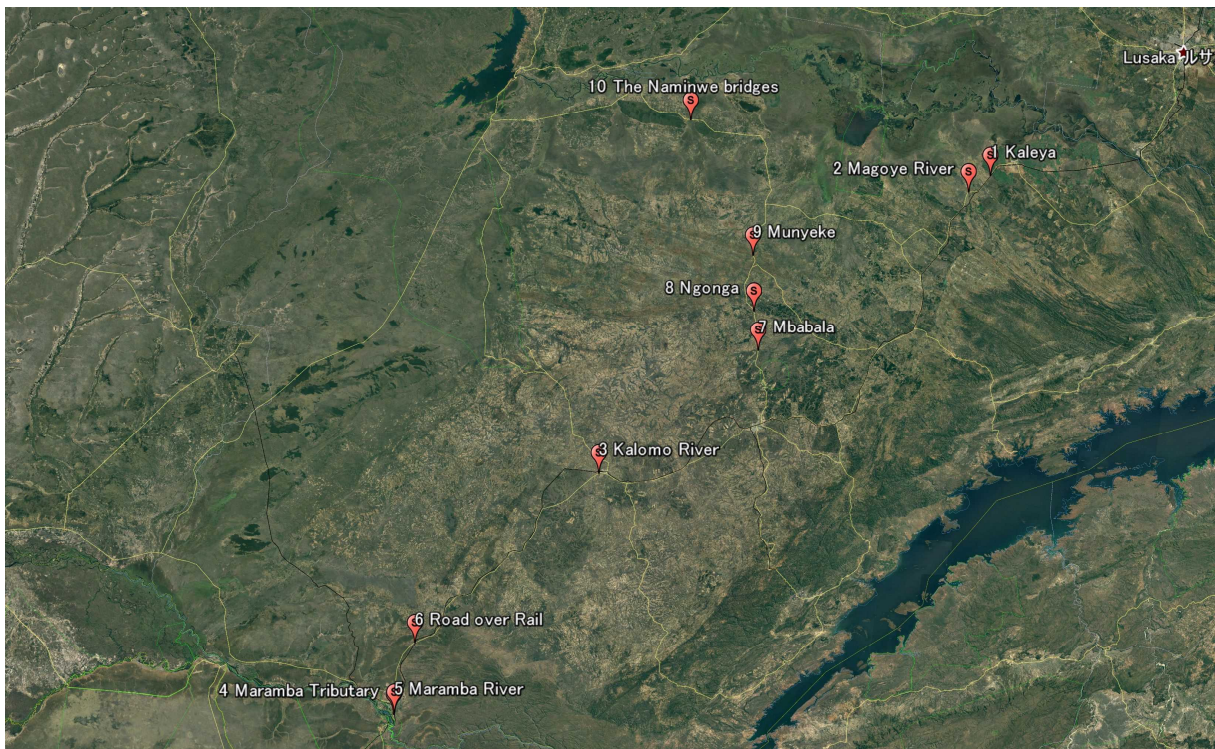 Lusaka ルサ
10 The Naminwe bridges
1 Kaleya
2 Magoye River
9 Munyeke
8 Ngonga
7 Mbabala
3 Kalomo River
6 Road over Rail
4 Maramba Tributary
5 Maramba River